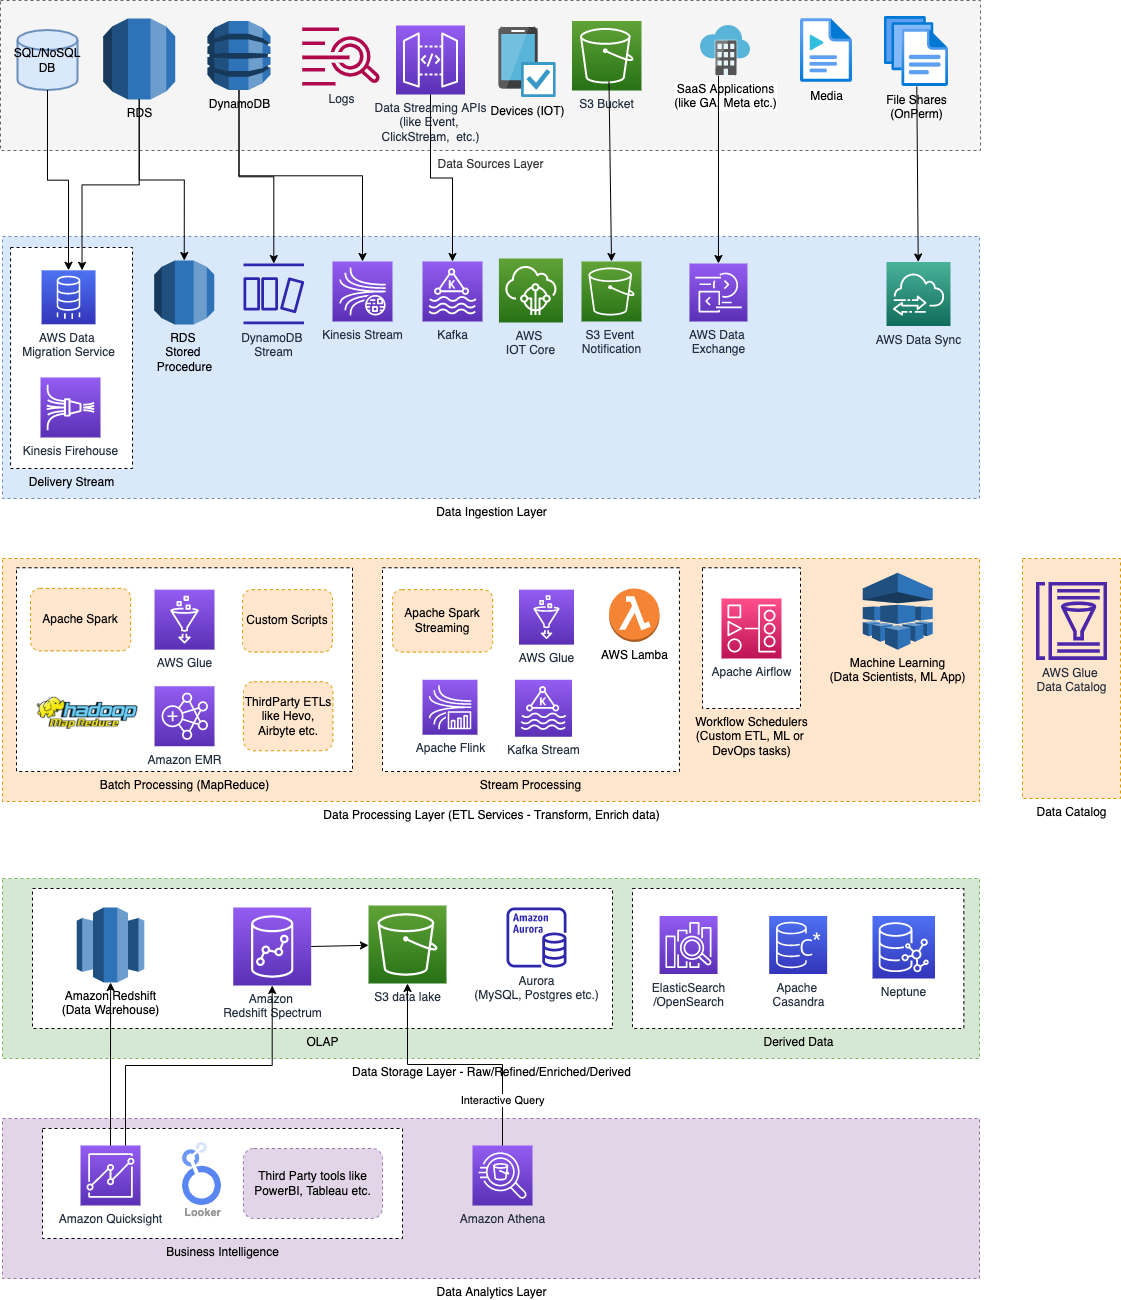 SQL/NoSQL
DB
RDS
DynamoDB
Logs
Data Streaming APIs
(like Event,
ClickStream, etc.)
Devices (IOT)
S3 Bucket
SaaS Applications
(like GA, Meta etc.)
Media
File Shares
(OnPerm)
Data Sources Layer
AWS Data
Migration Service
RDS
Stored
Procedure
DynamoDB
Stream
Kinesis Stream
K
Kafka
AWS
IOT Core
S3 Event
Notification
AWS Data
Exchange
AWS Data Sync
Kinesis Firehouse
Delivery Stream
Data Ingestion Layer
Apache Spark
AWS Glue
Custom Scripts
hadoop
Map Reduce
Amazon EMR
ThirdParty ETLs
like Hevo,
Airbyte etc.
Batch Processing (MapReduce)
Apache Spark
Streaming
AWS Glue
AWS Lamba
Apache Flink
K
Kafka Stream
Stream Processing
Apache Airflow
Workflow Schedulers
(Custom ETL, ML or
DevOps tasks)
Machine Learning
(Data Scientists, ML App)
Data Processing Layer (ETL Services - Transform, Enrich data)
AWS Glue
Data Catalog
Data Catalog
Amazon Redshift
(Data Warehouse)
Amazon
Redshift Spectrum
S3 data lake
Amazon
Aurora
Aurora
(MySQL, Postgres etc.)
OLAP
ElasticSearch
/OpenSearch
C*
Apache
Casandra
Neptune
Derived Data
Data Storage Layer - Raw/Refined/Enriched/Derived
Interactive Query
Amazon Quicksight
Looker
Third Party tools like
PowerBI, Tableau etc.
Business Intelligence
Amazon Athena
Data Analytics Layer